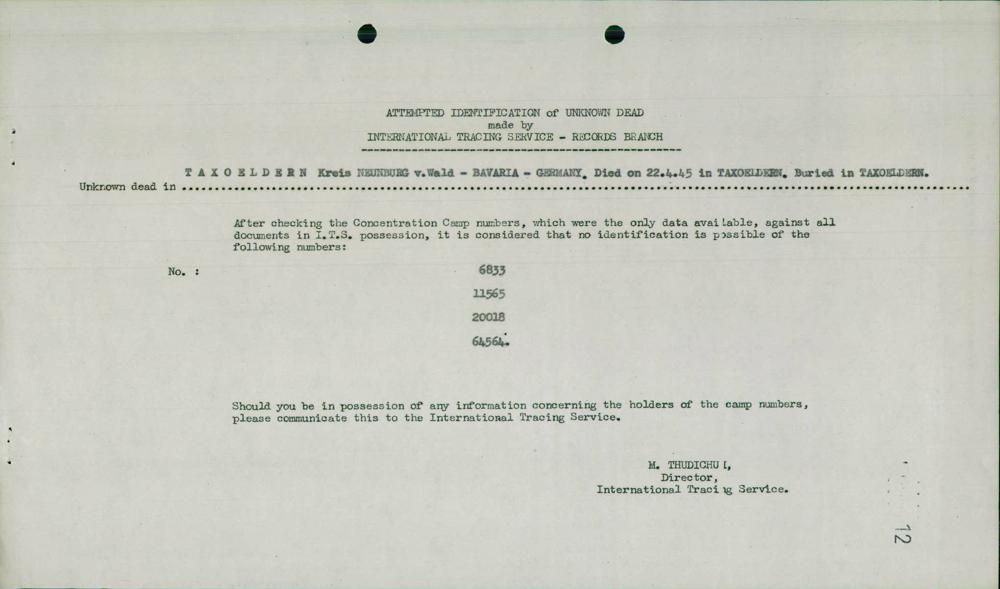 ATTEMPTED IDENTIFICATION of UNKNOWN DEAD
made by
INTERNATIONAL TRACING SERVICE - RECORDS BRANCH
Unknown dead in T A X O E L D E R N Kreis NEUNBURG v.Wald - BAVARIA - GERMANY. Died on 22.4.45 in TAXOELDERN. Buried in TAXOELDERN.
After checking the Concentration Camp numbers, which were the only data available, against all
documents in I.T.S. possession, it is considered that no identification is possible of the
following numbers:
No. : 6833
11565
20018
64564.
Should you be in possession of any information concerning the holders of the camp numbers,
please communicate this to the International Tracing Service.
M. THUDICHUM,
Director,
International Tracing Service.
12